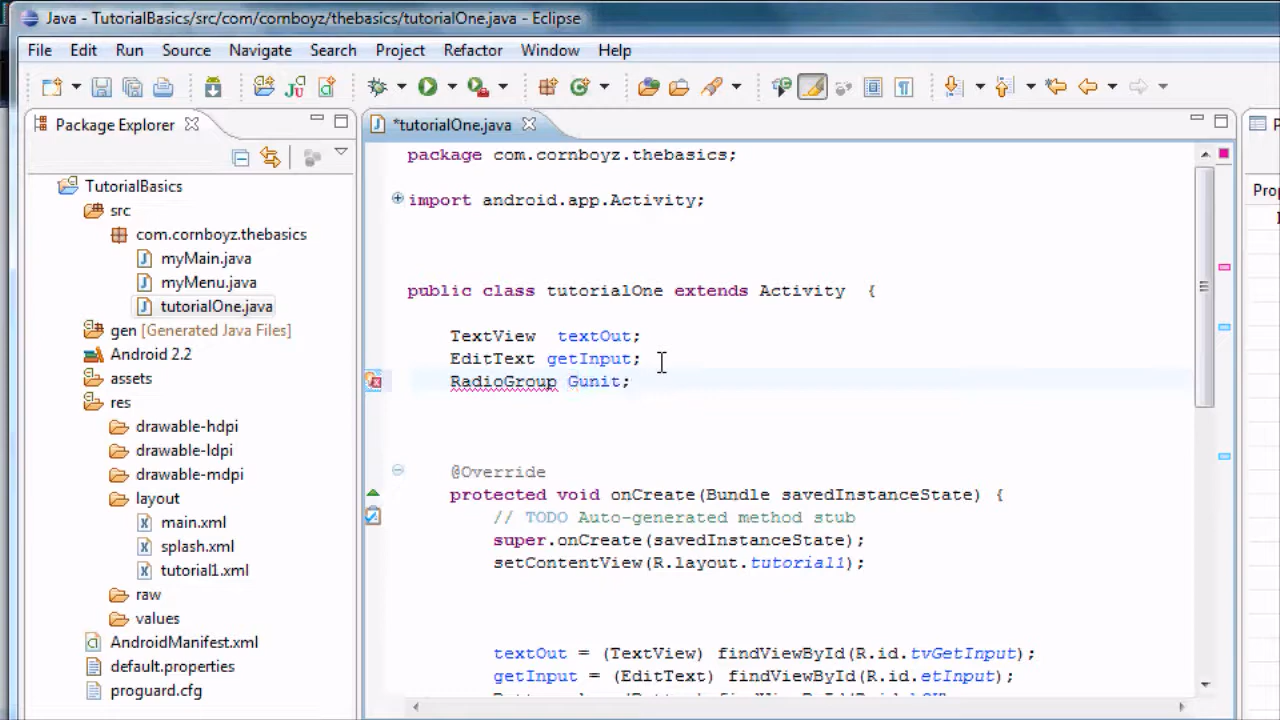 Java - TutorialBasics/src/com/cornboyz/thebasics/tutorialOne.java - Eclipse
File Edit Run Source Navigate Search Project Refactor Window Help
Package Explorer
*tutorialOne.java
TutorialBasics
src
com.cornboyz.thebasics
myMain.java
myMenu.java
tutorialOne.java
gen [Generated Java Files]
Android 2.2
assets
res
drawable-hdpi
drawable-ldpi
drawable-mdpi
layout
main.xml
splash.xml
tutorial1.xml
raw
values
AndroidManifest.xml
default.properties
proguard.cfg
package com.cornboyz.thebasics;
import android.app.Activity;
public class tutorialOne extends Activity {
TextView textOut;
EditText getInput;
RadioGroup Gunit;
@Override
protected void onCreate(Bundle savedInstanceState) {
// TODO Auto-generated method stub
super.onCreate(savedInstanceState);
setContentView(R.layout.tutorial1);
textOut = (TextView) findViewById(R.id.tvGetInput);
getInput = (EditText) findViewById(R.id.etInput);
Prop